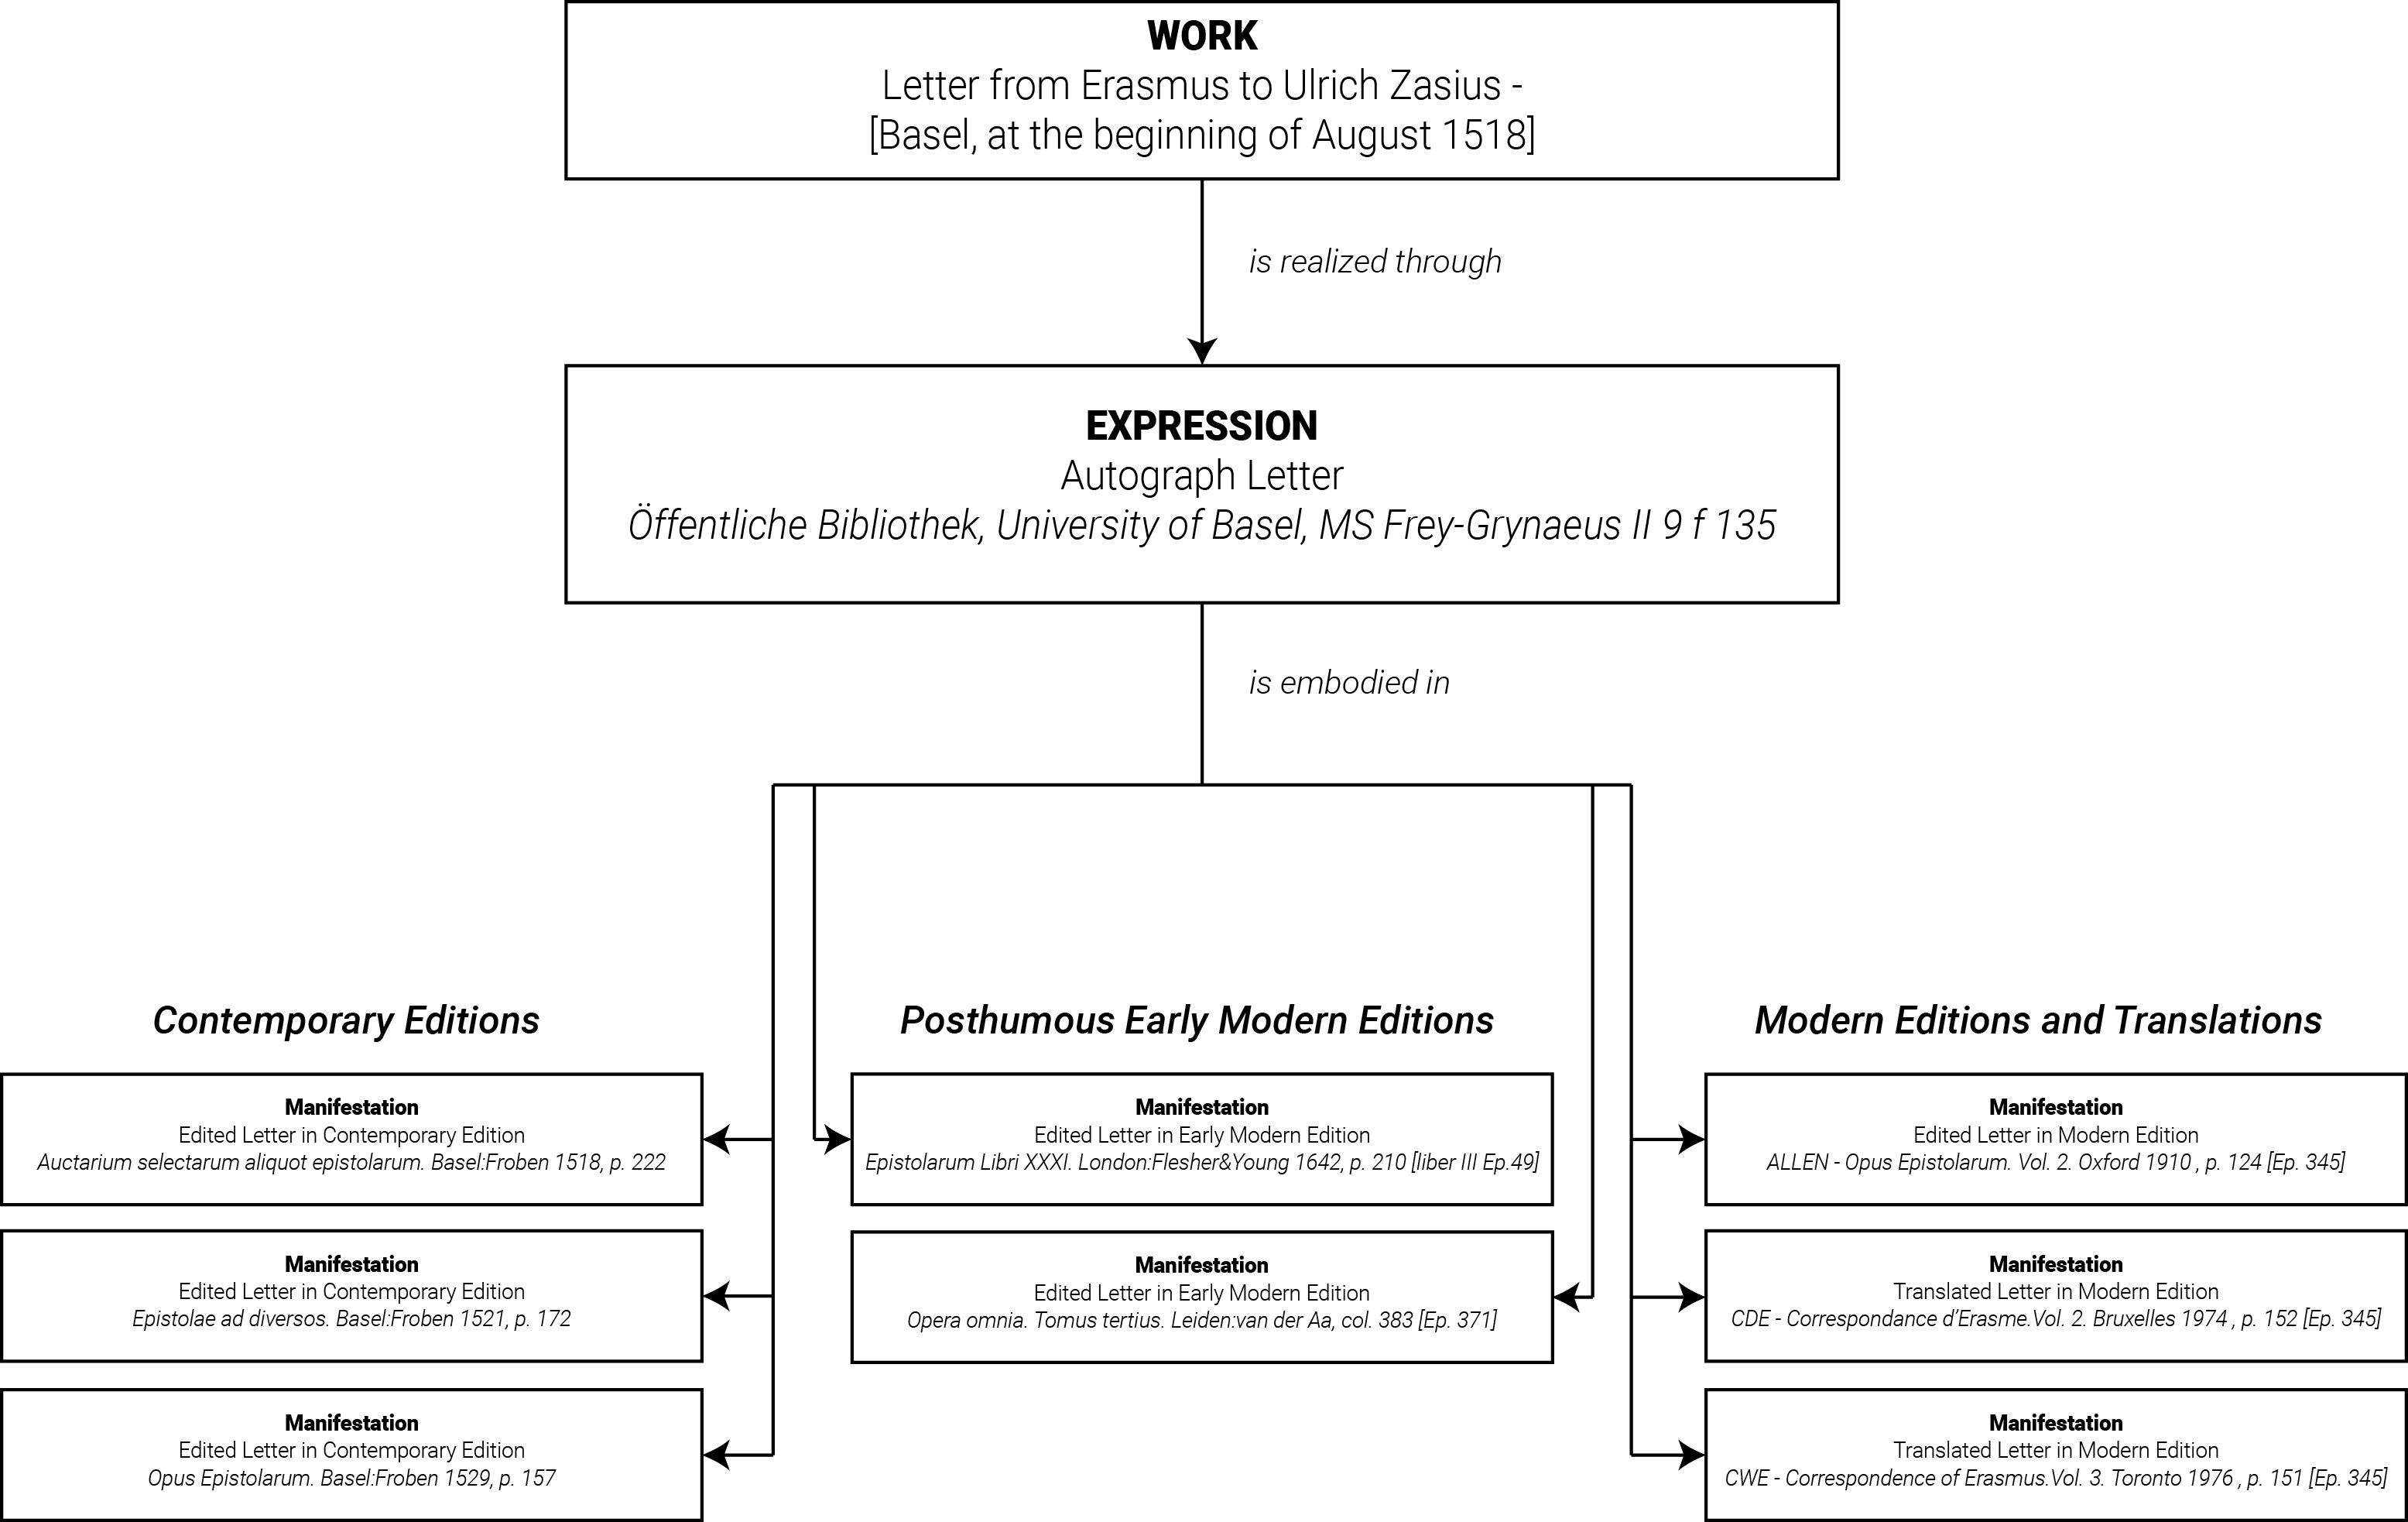 WORK
Letter from Erasmus to Ulrich Zasius -
[Basel, at the beginning of August 1518]
is realized through
EXPRESSION
Autograph Letter
Öffentliche Bibliothek, University of Basel, MS Frey-Grynaeus II 9 f 135
is embodied in
Contemporary Editions
Manifestation
Edited Letter in Contemporary Edition
Auctarium selectarum aliquot epistolarum. Basel:Froben 1518, p. 222
Manifestation
Edited Letter in Contemporary Edition
Epistolae ad diversos. Basel:Froben 1521, p. 172
Manifestation
Edited Letter in Contemporary Edition
Opus Epistolarum. Basel:Froben 1529, p. 157
Posthumous Early Modern Editions
Manifestation
Edited Letter in Early Modern Edition
Epistolarum Libri XXXI. London:Flesher&Young 1642, p. 210 [liber III Ep.49]
Manifestation
Edited Letter in Early Modern Edition
Opera omnia. Tomus tertius. Leiden:van der Aa, col. 383 [Ep. 371]
Modern Editions and Translations
Manifestation
Edited Letter in Modern Edition
ALLEN - Opus Epistolarum. Vol. 2. Oxford 1910 , p. 124 [Ep. 345]
Manifestation
Translated Letter in Modern Edition
CDE - Correspondance d'Erasme.Vol. 2. Bruxelles 1974 , p. 152 [Ep. 345]
Manifestation
Translated Letter in Modern Edition
CWE - Correspondence of Erasmus.Vol. 3. Toronto 1976 , p. 151 [Ep. 345]